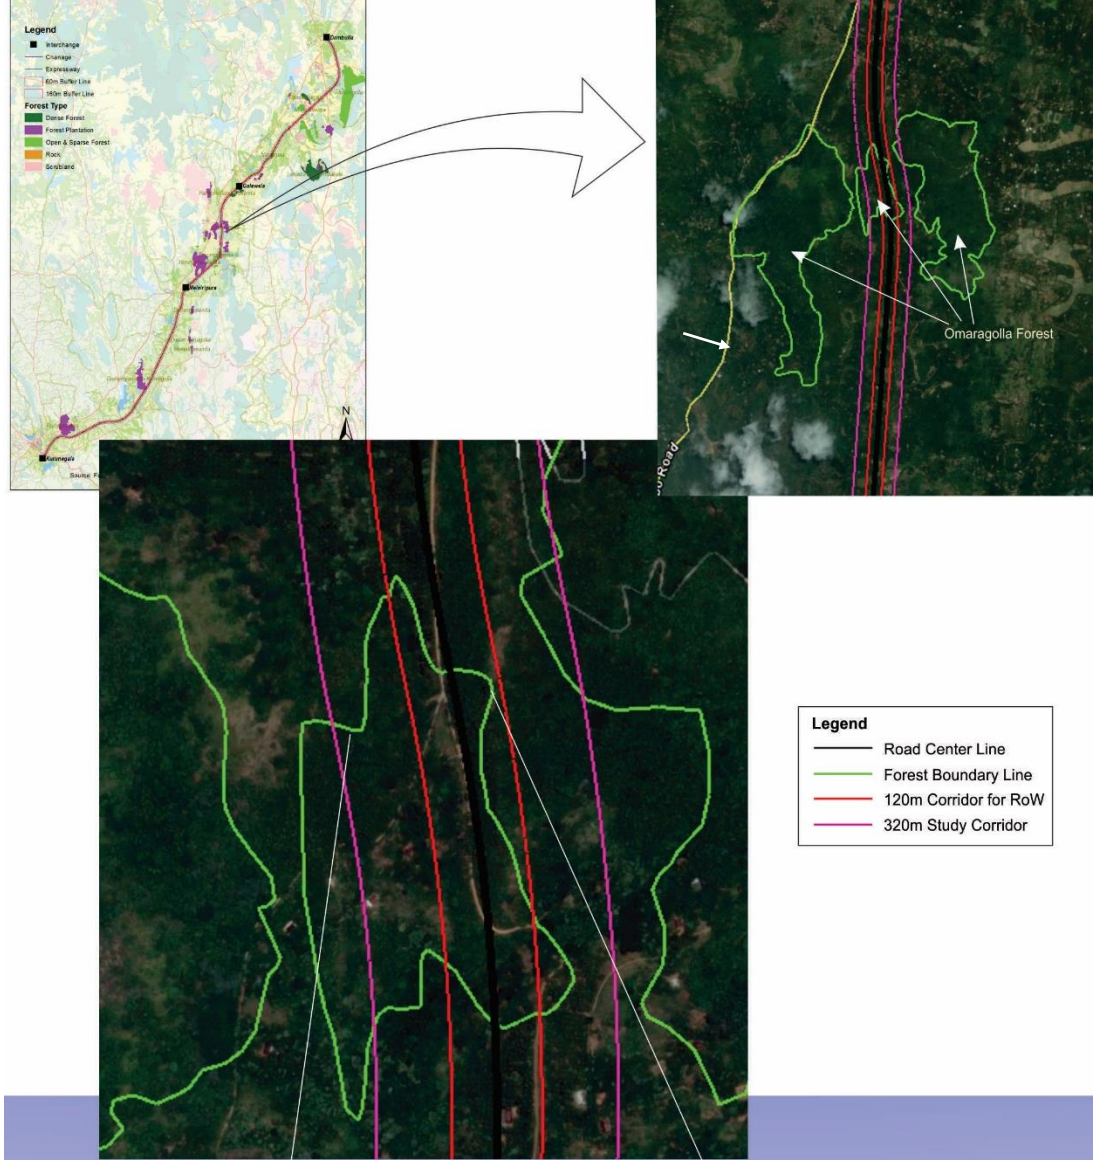 Legend
Interchange
Chainage
Expressway
60m Buffer Line
160m Buffer Line
Forest Type
Dense Forest
Forest Plantation
Open & Sparse Forest
Rock
Scrubland
Dambulla
Galewela
Melsiripura
Kurunegala
N
Omaragolla Forest
Road
Legend
Road Center Line
Forest Boundary Line
120m Corridor for RoW
320m Study Corridor